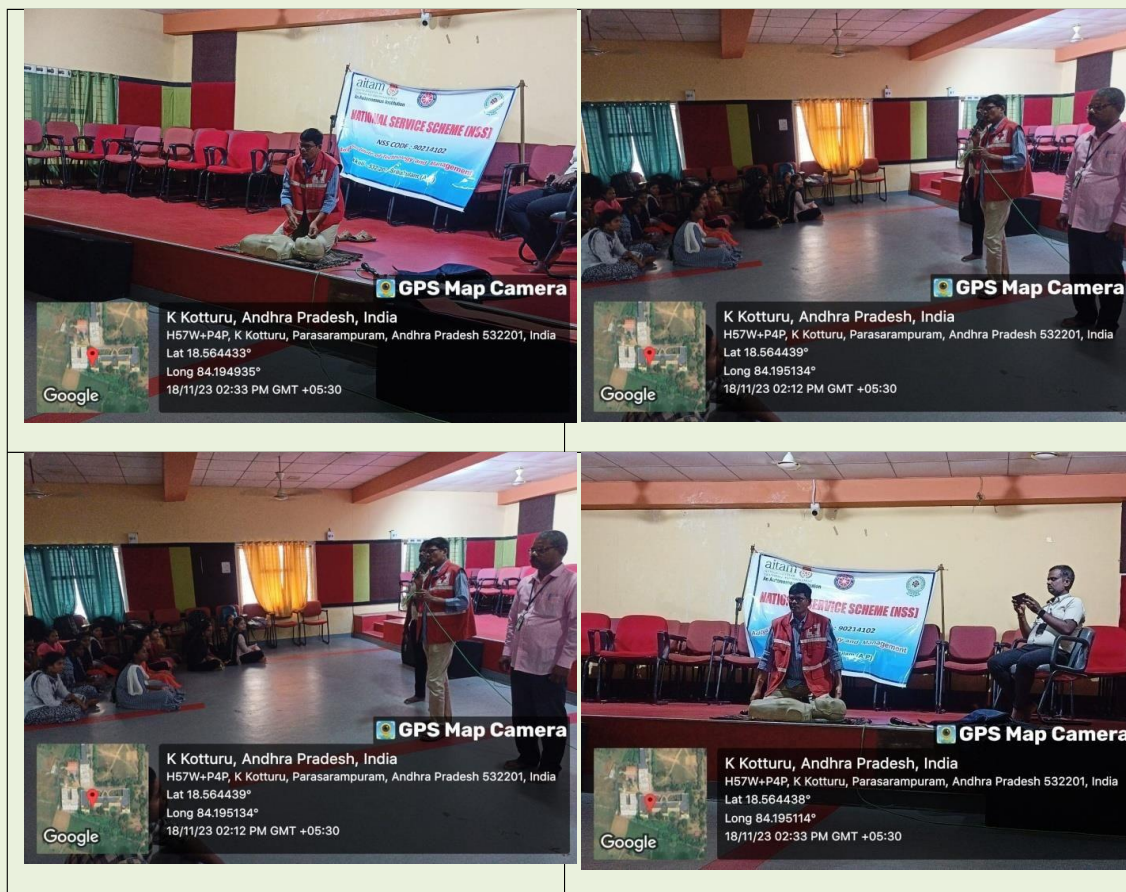 aitam
An Autonomous Institution
NATIONAL SERVICE SCHEME (NSS)
NSS CODE : 90214102
GPS Map Camera
K Kotturu, Andhra Pradesh, India
H57W+P4P, K Kotturu, Parasarampuram, Andhra Pradesh 532201, India
Lat 18.564433°
Long 84.194935°
18/11/23 02:33 PM GMT +05:30
Google
GPS Map Camera
K Kotturu, Andhra Pradesh, India
H57W+P4P, K Kotturu, Parasarampuram, Andhra Pradesh 532201, India
Lat 18.564439°
Long 84.195134°
18/11/23 02:12 PM GMT +05:30
Google
GPS Map Camera
K Kotturu, Andhra Pradesh, India
H57W+P4P, K Kotturu, Parasarampuram, Andhra Pradesh 532201, India
Lat 18.564439°
Long 84.195134°
18/11/23 02:12 PM GMT +05:30
Google
aitam
An Autonomous Institution
SERVICE SCHEME (NSS)
: 90214102
GPS Map Camera
K Kotturu, Andhra Pradesh, India
H57W+P4P, K Kotturu, Parasarampuram, Andhra Pradesh 532201, India
Lat 18.564438°
Long 84.195114°
18/11/23 02:33 PM GMT +05:30
Google